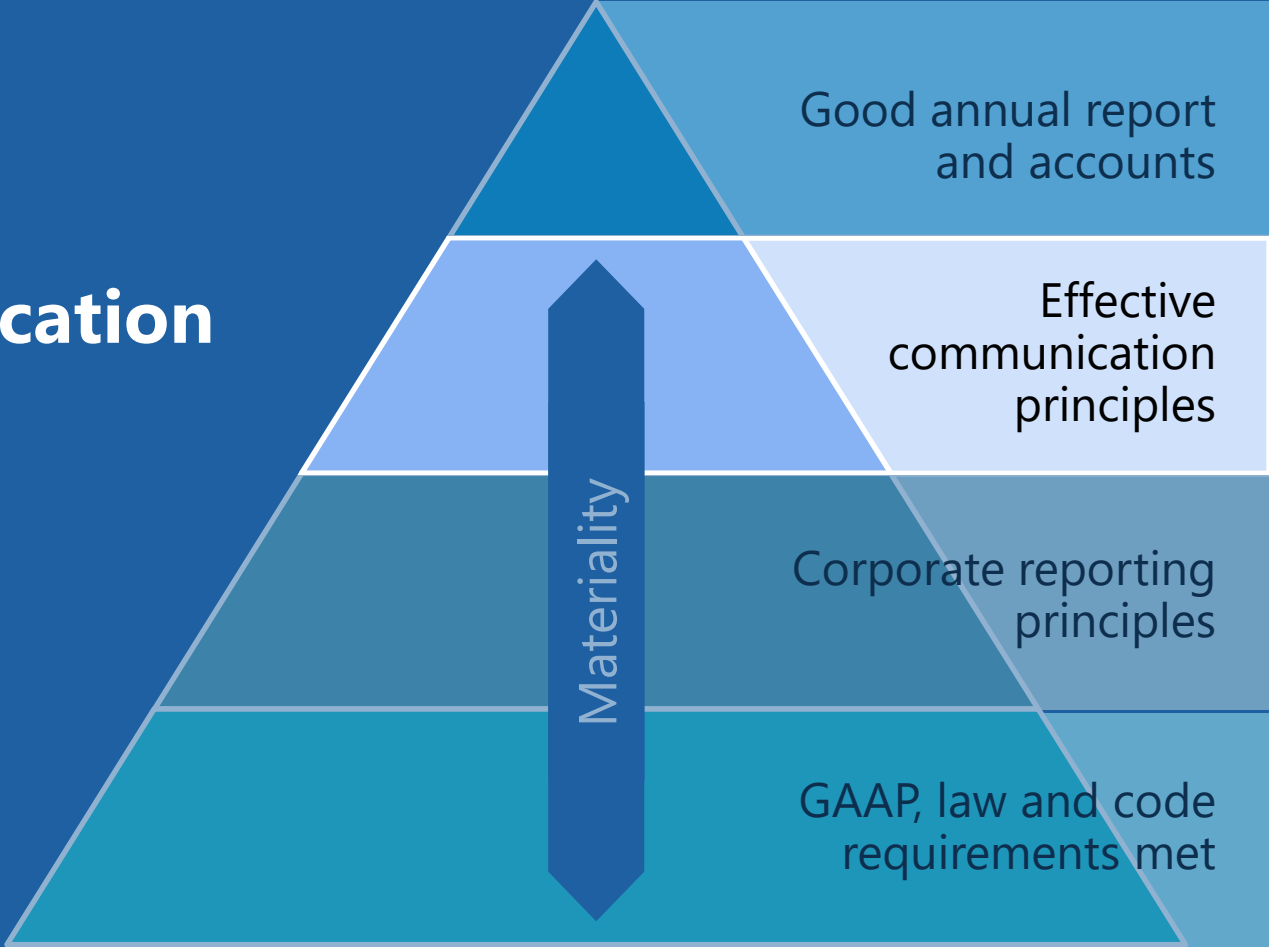 Good annual report
and accounts
cation
Effective
communication
principles
Materiality
Corporate reporting
principles
GAAP, law and code
requirements met